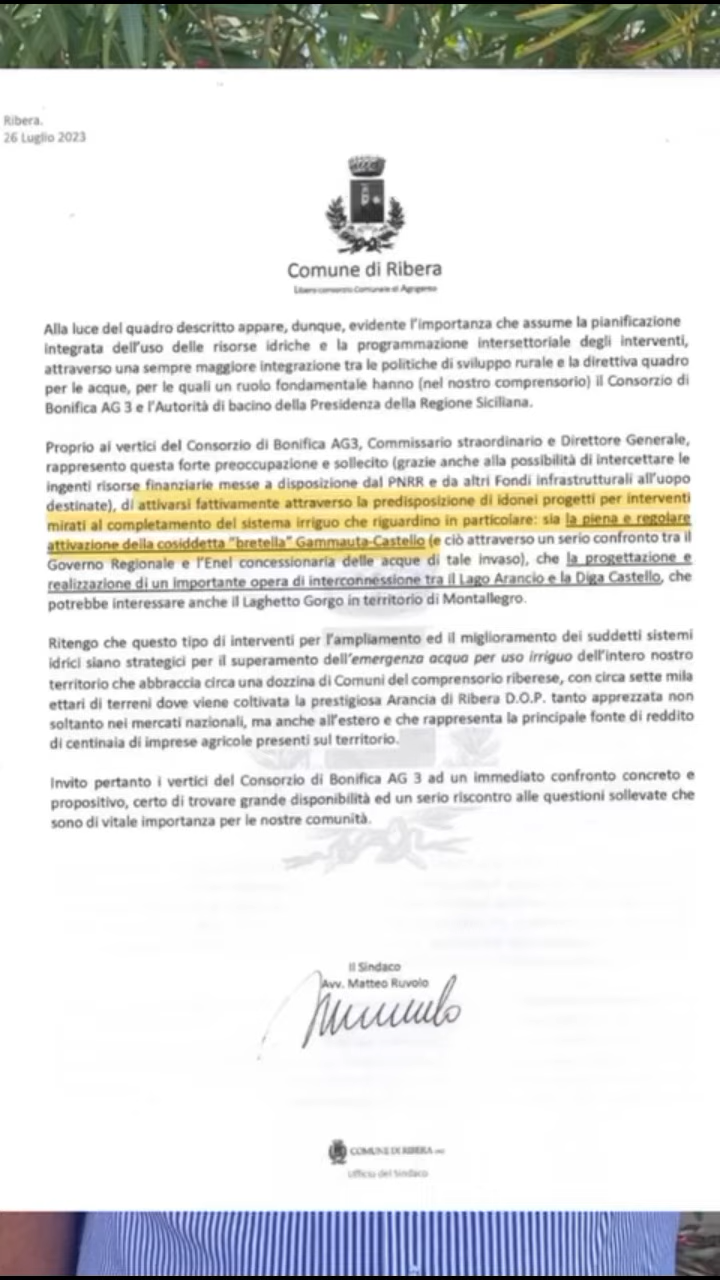 Ribera.
26 Luglio 2023
Comune di Ribera
Libero consorzio Comunale di Agrigento
Alla luce del quadro descritto appare, dunque, evidente l'importanza che assume la pianificazione
integrata dell'uso delle risorse idriche e la programmazione intersettoriale degli interventi,
attraverso una sempre maggiore integrazione tra le politiche di sviluppo rurale e la direttiva quadro
per le acque, per le quali un ruolo fondamentale hanno (nel nostro comprensorio) il Consorzio di
Bonifica AG 3 e l'Autorità di bacino della Presidenza della Regione Siciliana.
Proprio ai vertici del Consorzio di Bonifica AG3, Commissario straordinario e Direttore Generale,
rappresento questa forte preoccupazione e sollecito (grazie anche alla possibilità di intercettare le
ingenti risorse finanziarie messe a disposizione dal PNRR e da altri Fondi infrastrutturali all'uopo
destinate), di attivarsi fattivamente attraverso la predisposizione di idonei progetti per interventi
mirati al completamento del sistema irriguo che riguardino in particolare: sia la piena e regolare
attivazione della cosiddetta "bretella" Gammauta-Castello (e ciò attraverso un serio confronto tra il
Governo Regionale e l'Enel concessionaria delle acque di tale invaso), che la progettazione e
realizzazione di un importante opera di interconnessione tra il Lago Arancio e la Diga Castello, che
potrebbe interessare anche il Laghetto Gorgo in territorio di Montallegro.
Ritengo che questo tipo di interventi per l'ampliamento ed il miglioramento dei suddetti sistemi
idrici siano strategici per il superamento dell'emergenza acqua per uso irriguo dell'intero nostro
territorio che abbraccia circa una dozzina di Comuni del comprensorio riberese, con circa sette mila
ettari di terreni dove viene coltivata la prestigiosa Arancia di Ribera D.O.P. tanto apprezzata non
soltanto nei mercati nazionali, ma anche all'estero e che rappresenta la principale fonte di reddito
di centinaia di imprese agricole presenti sul territorio.
Invito pertanto i vertici del Consorzio di Bonifica AG 3 ad un immediato confronto concreto e
propositivo, certo di trovare grande disponibilità ed un serio riscontro alle questioni sollevate che
sono di vitale importanza per le nostre comunità.
Il Sindaco
Avv. Matteo Ruvolo
COMUNE DI RIBERA
Ufficio del Sindaco